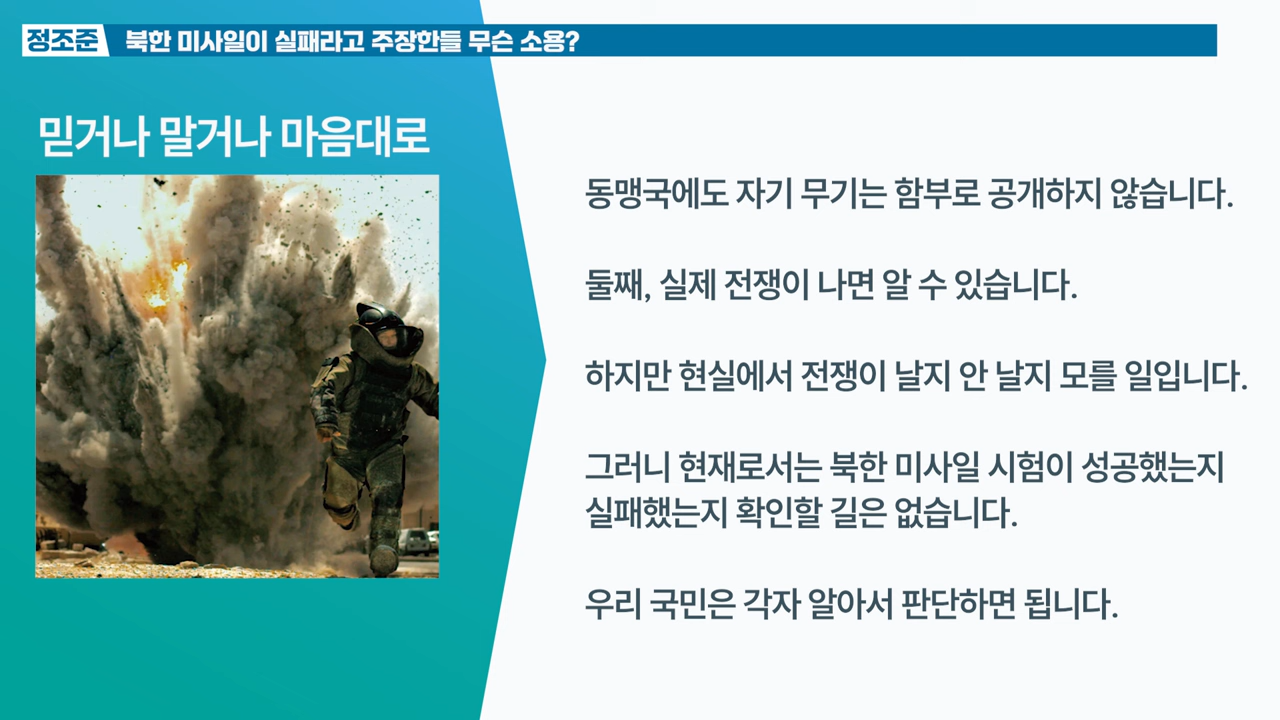 정조준 북한 미사일이 실패라고 주장한들 무슨 소용?
믿거나 말거나 마음대로
동맹국에도 자기 무기는 함부로 공개하지 않습니다.
둘째, 실제 전쟁이 나면 알 수 있습니다.
하지만 현실에서 전쟁이 날지 안 날지 모를 일입니다.
그러니 현재로서는 북한 미사일 시험이 성공했는지
실패했는지 확인할 길은 없습니다.
우리 국민은 각자 알아서 판단하면 됩니다.